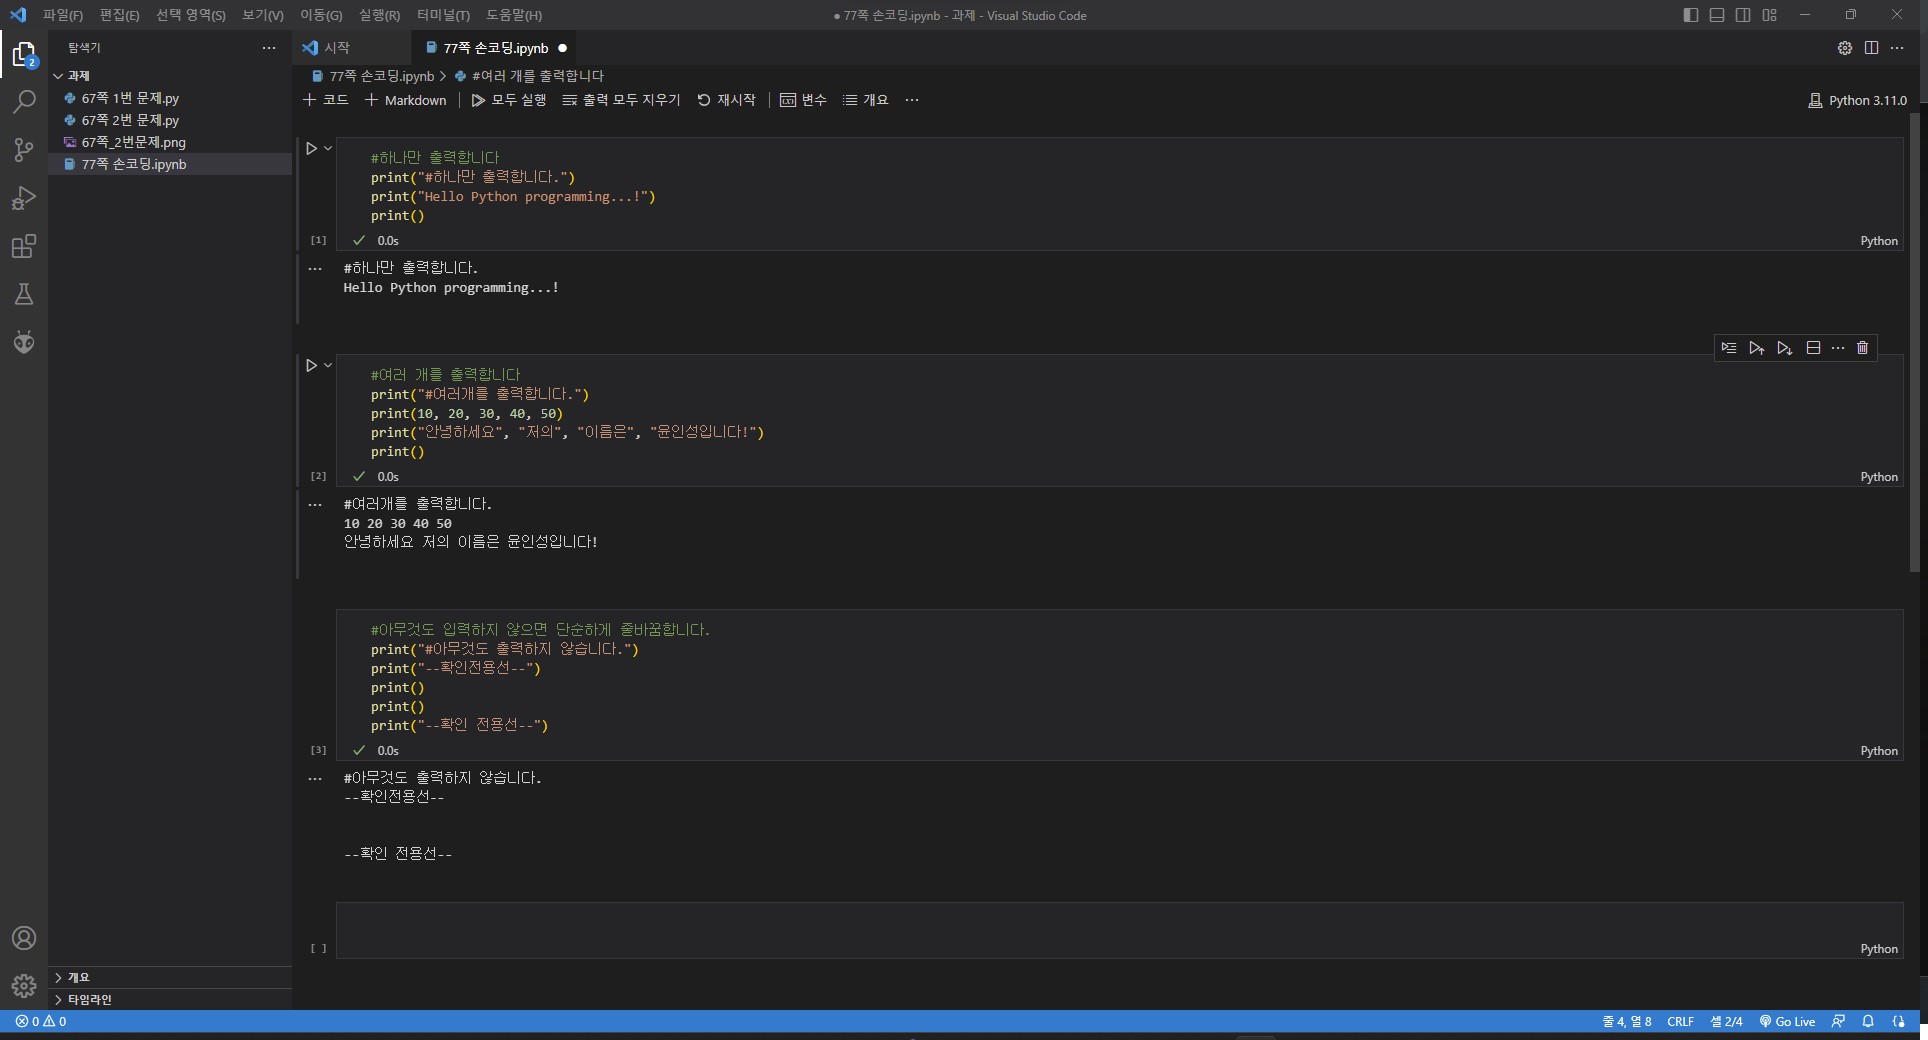 파일(F) 편집(E) 선택 영역(S) 보기(V) 이동(G) 실행(R) 터미널(T) 도움말(H)
● 77쪽 손코딩.ipynb - 과제 - Visual Studio Code
탐색기 ···
과제
67쪽 1번 문제.py
67쪽 2번 문제.py
67쪽_2번문제.png
77쪽 손코딩.ipynb
2
개요
타임라인
시작
77쪽 손코딩.ipynb ●
77쪽 손코딩.ipynb > #여러 개를 출력합니다
+ 코드 + Markdown | 모두 실행 출력 모두 지우기 재시작 | 변수 개요 ···
Python 3.11.0
#하나만 출력합니다
print("#하나만 출력합니다.")
print("Hello Python programming...!")
print()
[1] ✓ 0.0s Python
#하나만 출력합니다.
Hello Python programming...!
#여러 개를 출력합니다
print("#여러개를 출력합니다.")
print(10, 20, 30, 40, 50)
print("안녕하세요", "저의", "이름은", "윤인성입니다!")
print()
[2] ✓ 0.0s Python
#여러개를 출력합니다.
10 20 30 40 50
안녕하세요 저의 이름은 윤인성입니다!
#아무것도 입력하지 않으면 단순하게 줄바꿈합니다.
print("#아무것도 출력하지 않습니다.")
print("--확인전용선--")
print()
print()
print("--확인 전용선--")
[3] ✓ 0.0s Python
#아무것도 출력하지 않습니다.
--확인전용선--
--확인 전용선--
[ ] Python
0 0
줄 4, 열 8 CRLF 셀 2/4 Go Live